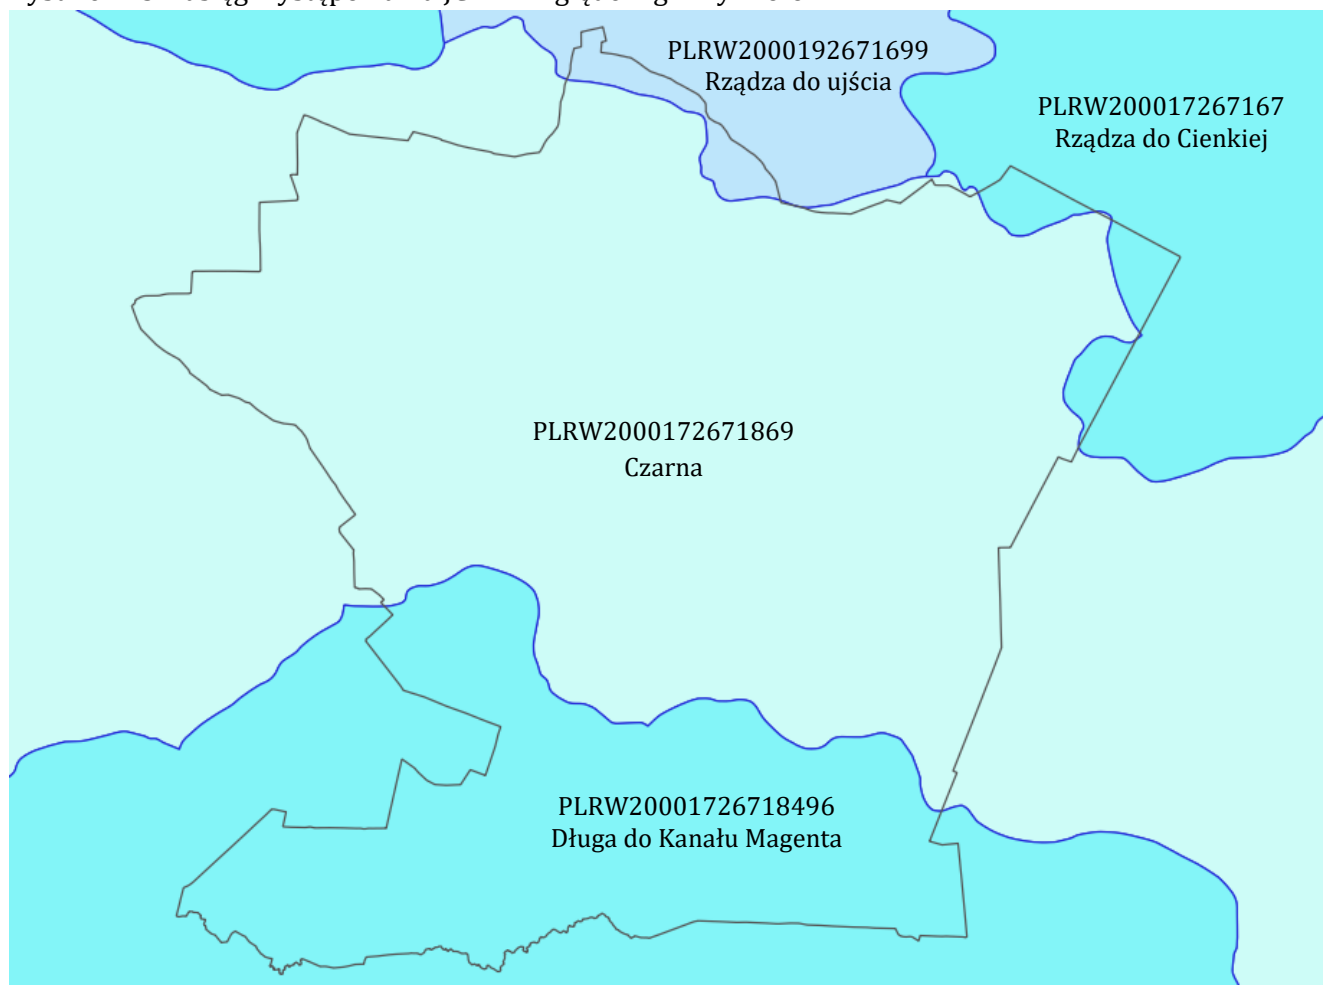 PLRW2000192671699
Rządza do ujścia
PLRW200017267167
Rządza do Cienkiej
PLRW2000172671869
Czarna
PLRW20001726718496
Długa do Kanału Magenta